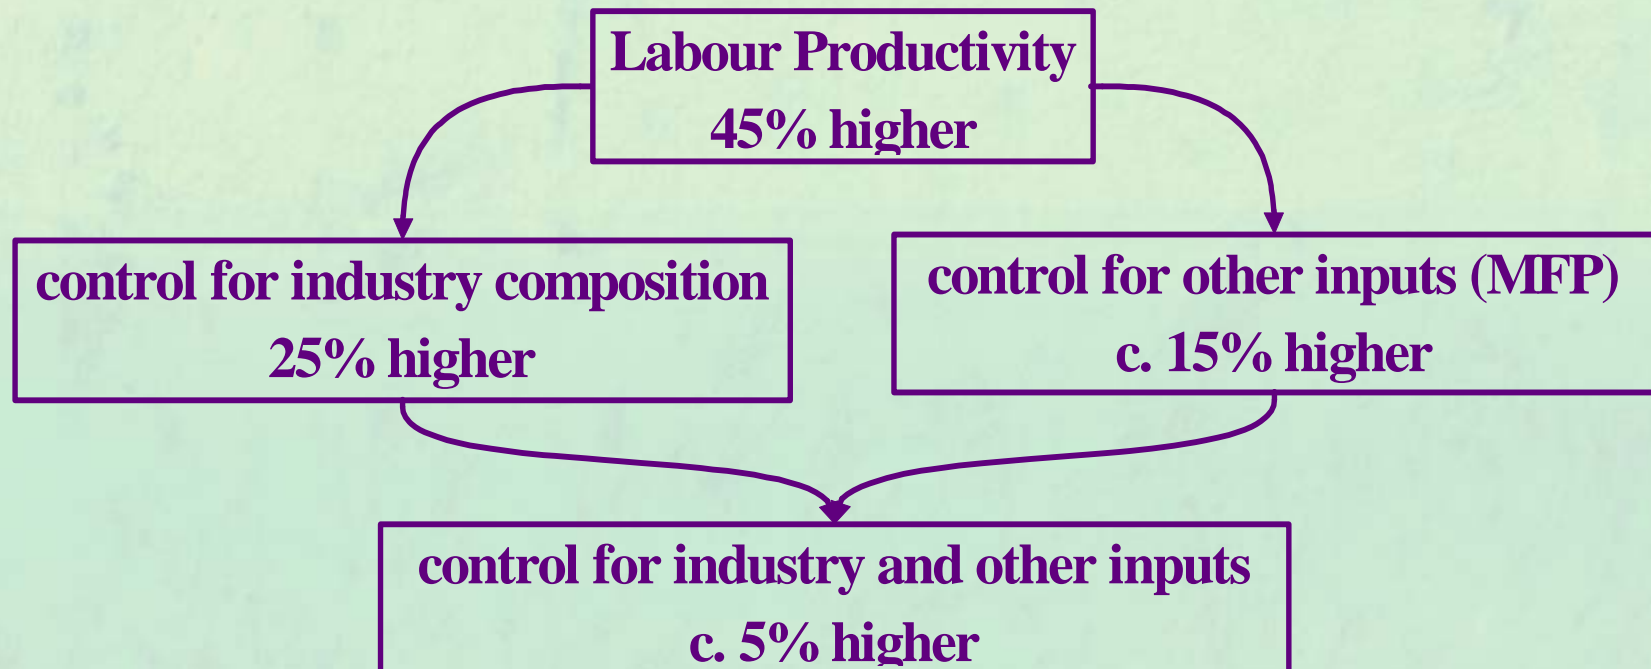 Labour Productivity
45% higher
control for industry composition
25% higher
control for other inputs (MFP)
c. 15% higher
control for industry and other inputs
c. 5% higher